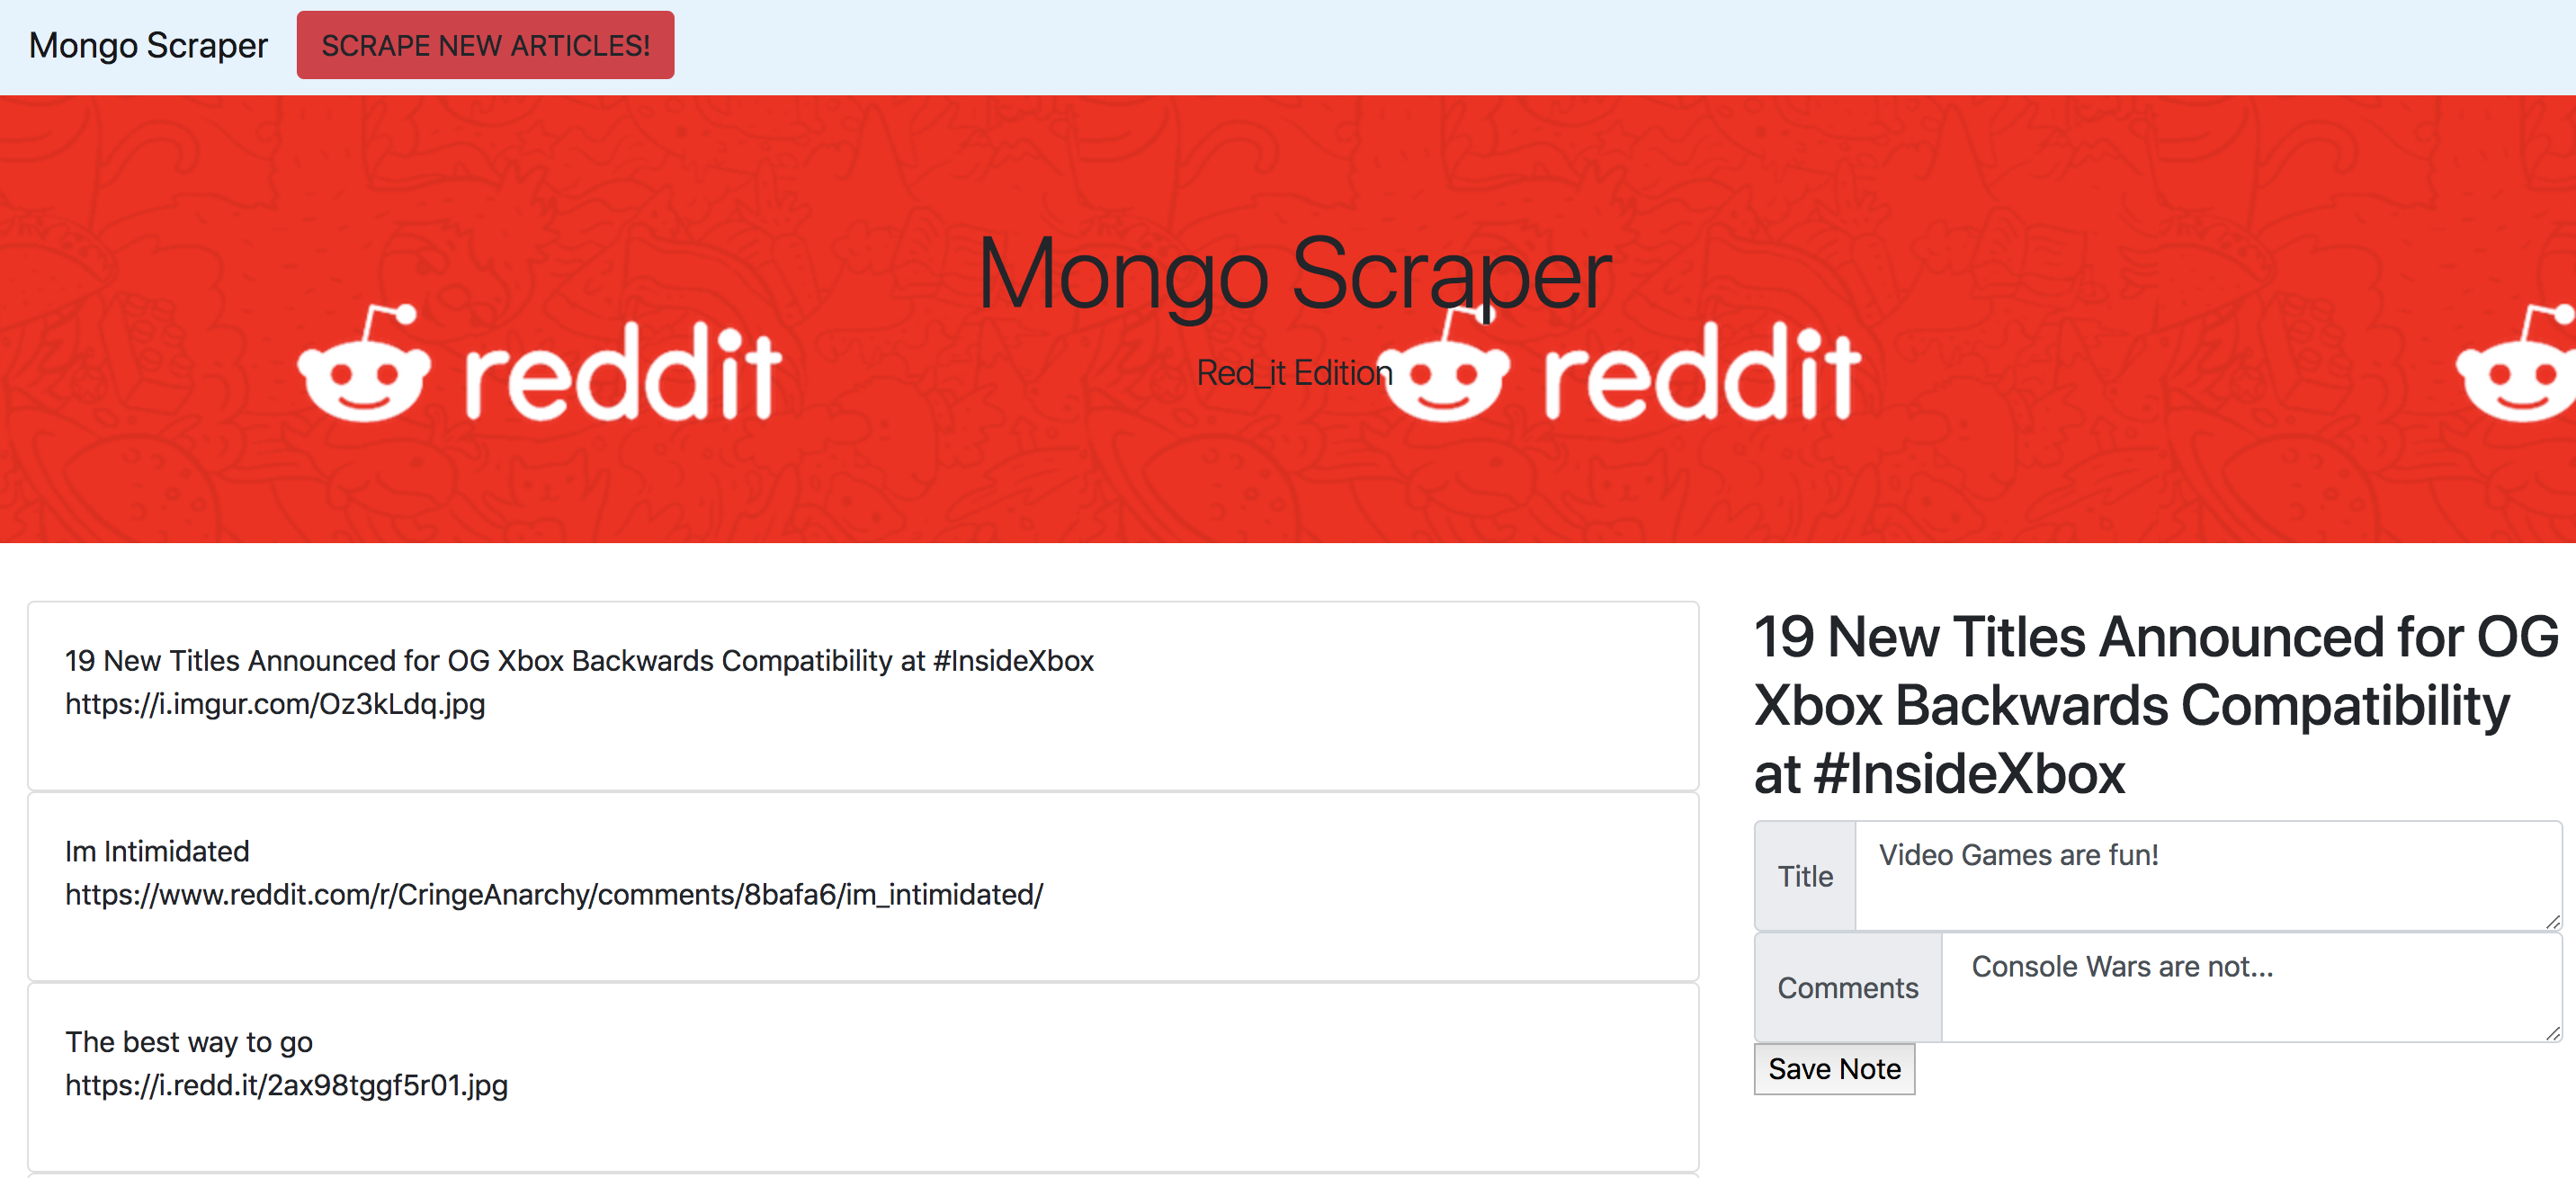 Mongo Scraper SCRAPE NEW ARTICLES!
Mongo Scraper
reddit reddit
Red_it Edition
19 New Titles Announced for OG Xbox Backwards Compatibility at #InsideXbox
https://i.imgur.com/Oz3kLdq.jpg
Im Intimidated
https://www.reddit.com/r/CringeAnarchy/comments/8bafa6/im_intimidated/
The best way to go
https://i.redd.it/2ax98tggf5r01.jpg
19 New Titles Announced for OG
Xbox Backwards Compatibility
at #InsideXbox
Title Video Games are fun!
Comments Console Wars are not...
Save Note